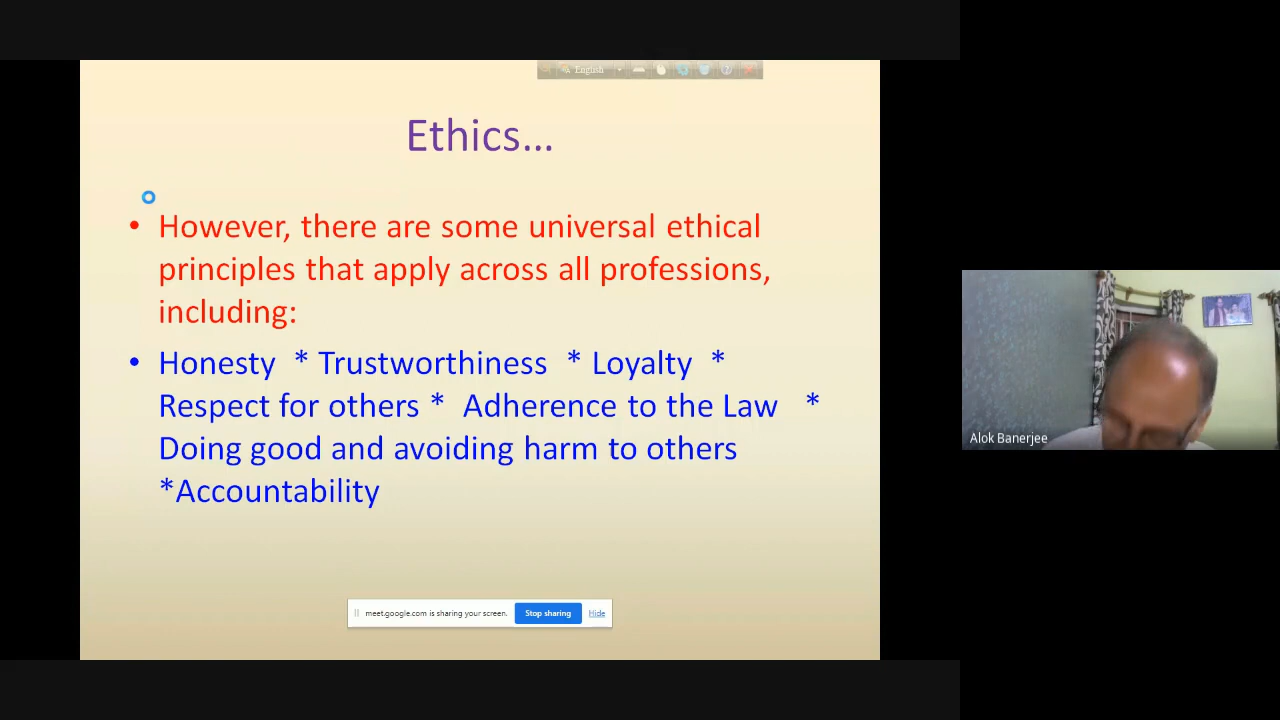 English
Ethics...
• However, there are some universal ethical
principles that apply across all professions,
including:
• Honesty * Trustworthiness * Loyalty *
Respect for others * Adherence to the Law *
Doing good and avoiding harm to others
*Accountability
meet.google.com is sharing your screen. Stop sharing Hide
Alok Banerjee